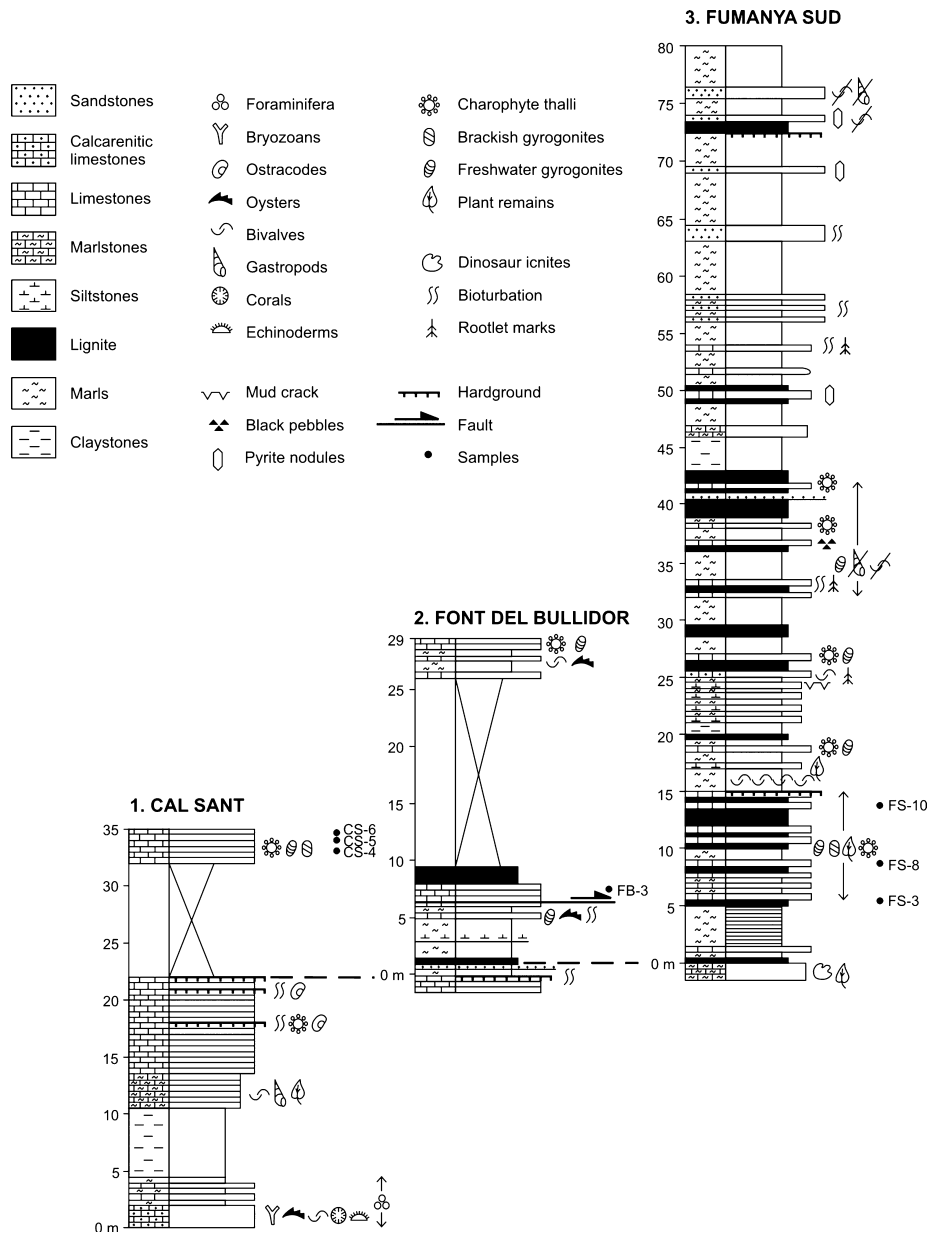 3. FUMANYA SUD
Sandstones
Calcarenitic
limestones
Limestones
Marlstones
Siltstones
Lignite
Marls
Claystones
Foraminifera
Bryozoans
Ostracodes
Oysters
Bivalves
Gastropods
Corals
Echinoderms
Mud crack
Black pebbles
Pyrite nodules
Charophyte thalli
Brackish gyrogonites
Freshwater gyrogonites
Plant remains
Dinosaur icnites
Bioturbation
Rootlet marks
Hardground
Fault
Samples
80
75
70
65
60
55
50
45
40
35
30
25
20
15
10
5
0 m
FS-10
FS-8
FS-3
2. FONT DEL BULLIDOR
29
25
20
15
10
5
0 m
FB-3
1. CAL SANT
35
30
25
20
15
10
5
0 m
CS-6
CS-5
CS-4